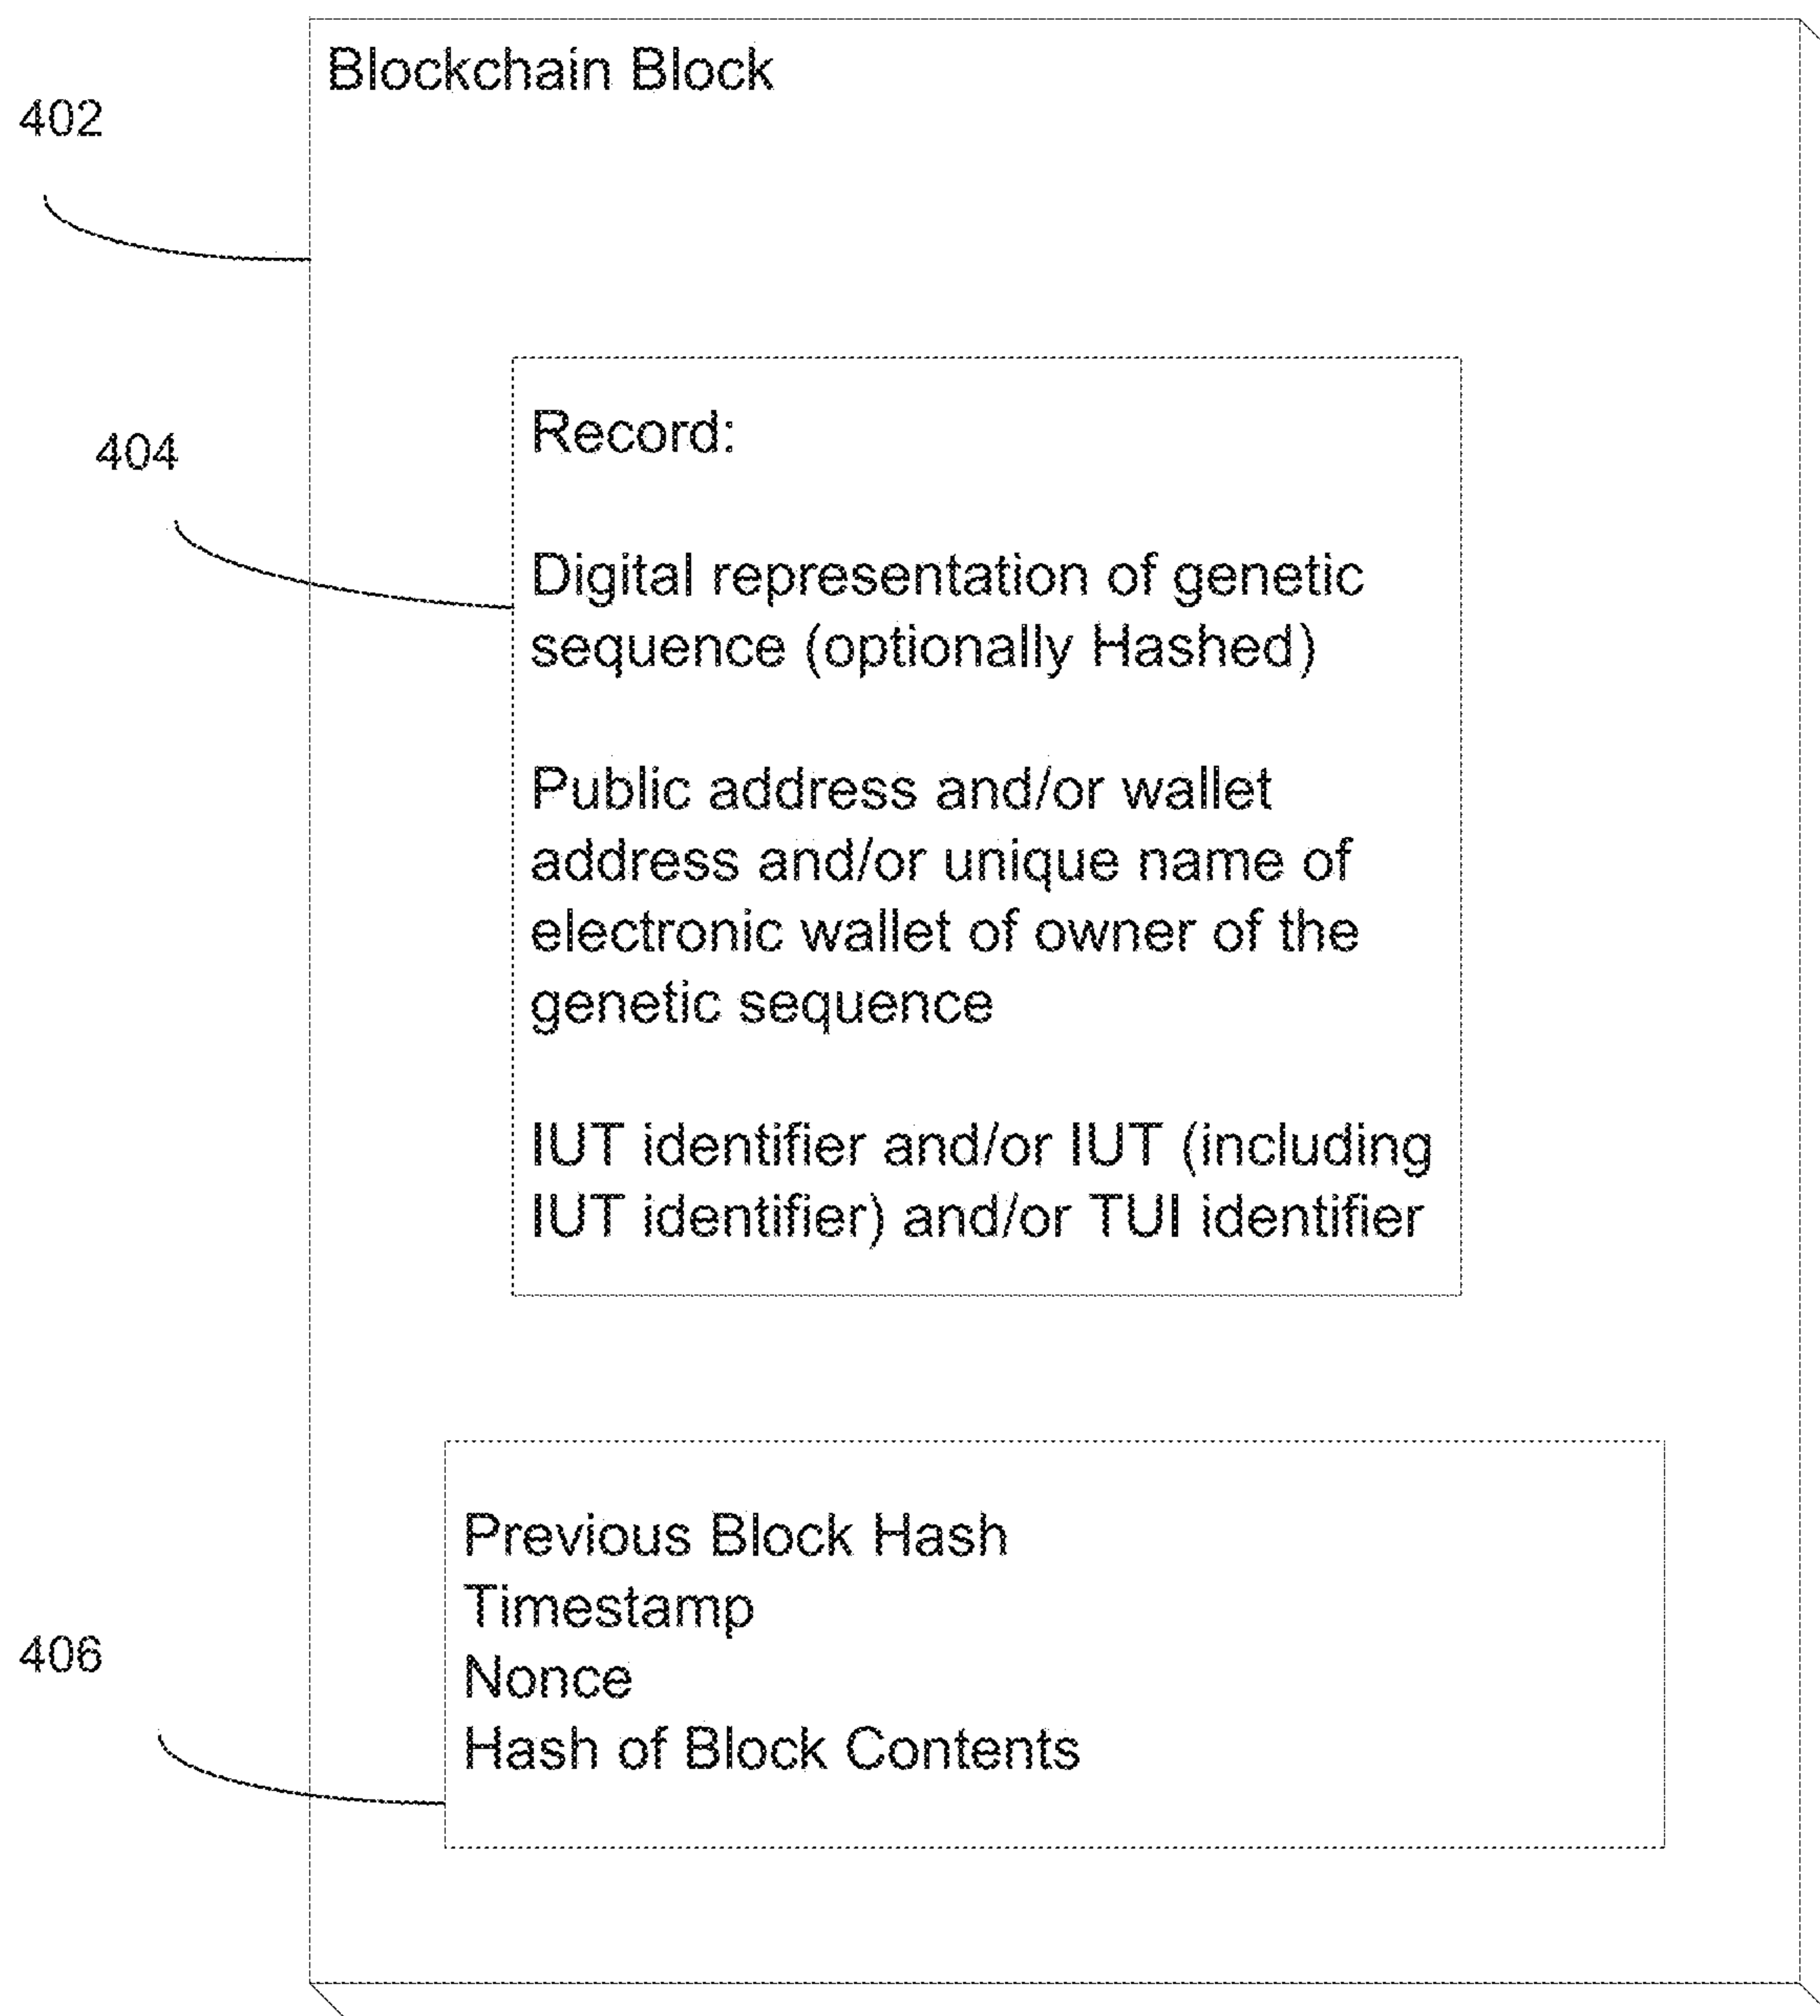 Blockchain Block
402
404
Record:
Digital representation of genetic
sequence (optionally Hashed)
Public address and/or wallet
address and/or unique name of
electronic wallet of owner of the
genetic sequence
IUT identifier and/or IUT (including
IUT identifier) and/or TUI identifier
406
Previous Block Hash
Timestamp
Nonce
Hash of Block Contents